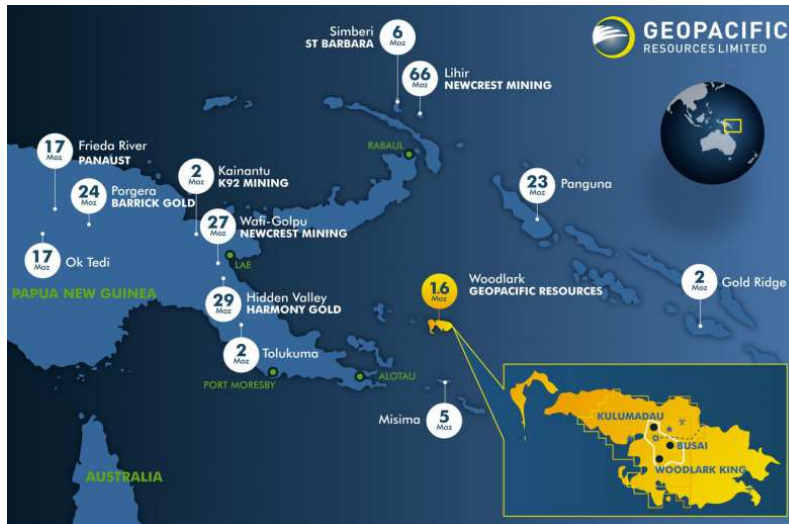 GEOPACIFIC
RESOURCES LIMITED
Simberi
ST BARBARA
6
Moz
66
Moz
Lihir
NEWCREST MINING
RABAUL
17
Moz
Frieda River
PANAUST
2
Moz
Kainantu
K92 MINING
24
Moz
Porgera
BARRICK GOLD
23
Moz
Panguna
27
Moz
Wafi-Golpu
NEWCREST MINING
17
Moz
Ok Tedi
LAE
PAPUA NEW GUINEA
1.6
Moz
Woodlark
GEOPACIFIC RESOURCES
2
Moz
Gold Ridge
29
Moz
Hidden Valley
HARMONY GOLD
2
Moz
Tolukuma
PORT MORESBY
ALOTAU
Misima
5
Moz
KULUMADAU
BUSAI
WOODLARK KING
AUSTRALIA